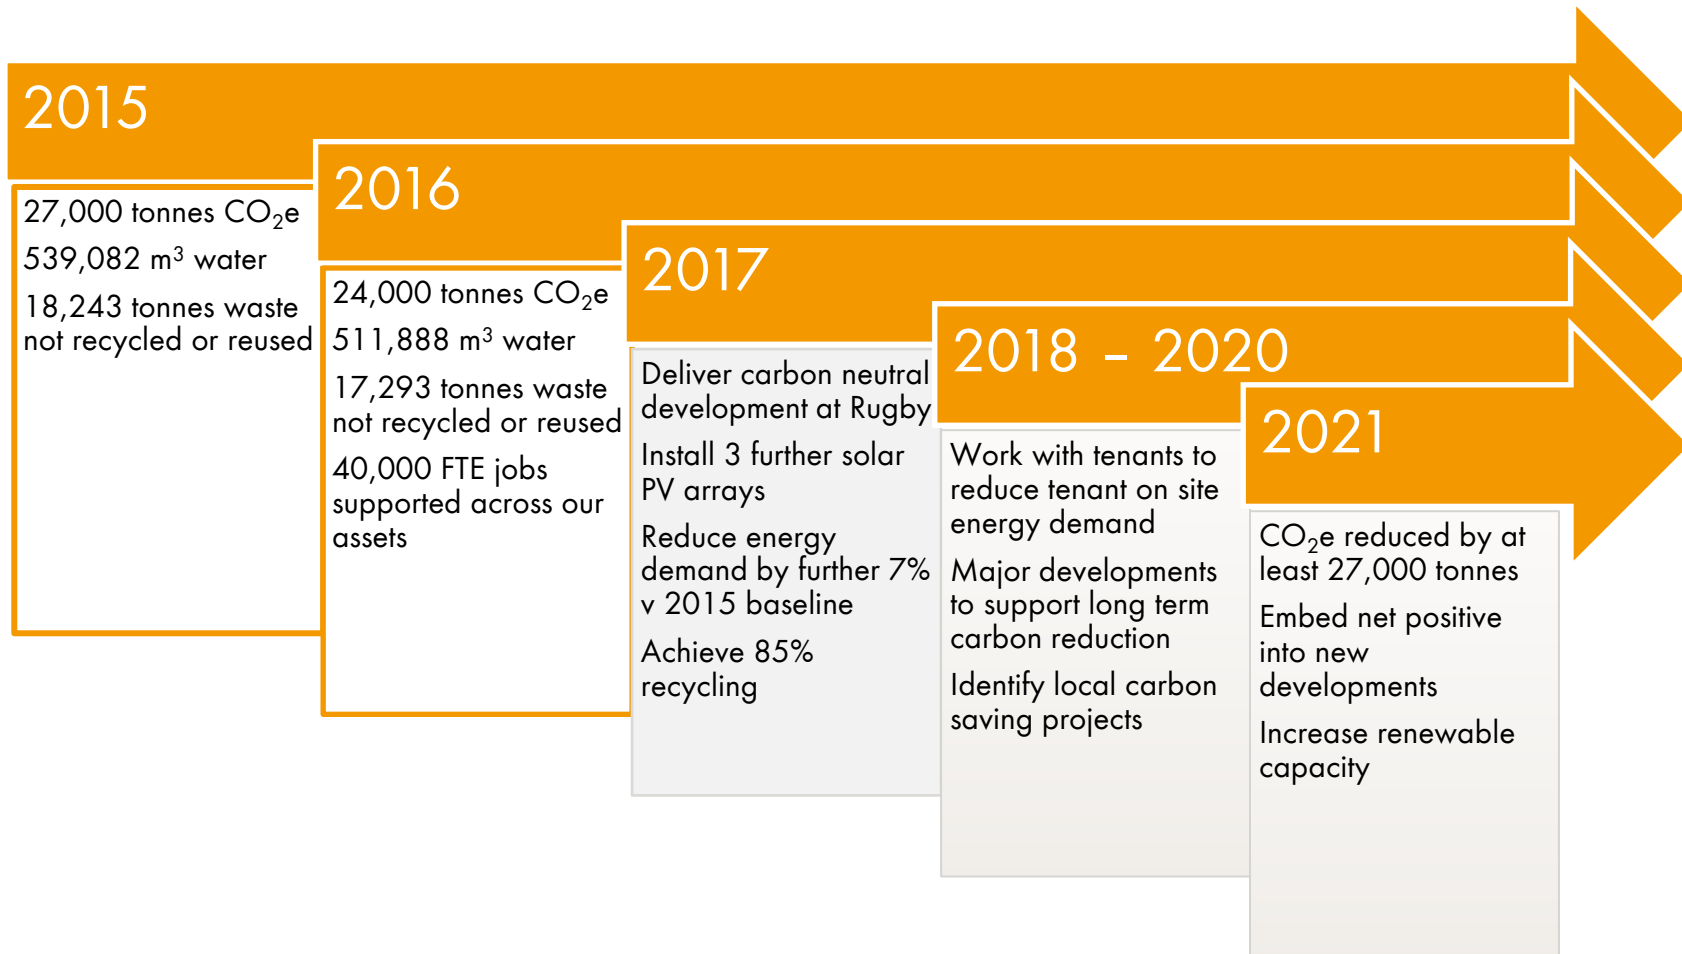 2015
27,000 tonnes CO₂e
539,082 m³ water
18,243 tonnes waste
not recycled or reused
2016
24,000 tonnes CO₂e
511,888 m³ water
17,293 tonnes waste
not recycled or reused
40,000 FTE jobs
supported across our
assets
2017
Deliver carbon neutral
development at Rugby
Install 3 further solar
PV arrays
Reduce energy
demand by further 7%
v 2015 baseline
Achieve 85%
recycling
2018 – 2020
Work with tenants to
reduce tenant on site
energy demand
Major developments
to support long term
carbon reduction
Identify local carbon
saving projects
2021
CO₂e reduced by at
least 27,000 tonnes
Embed net positive
into new
developments
Increase renewable
capacity